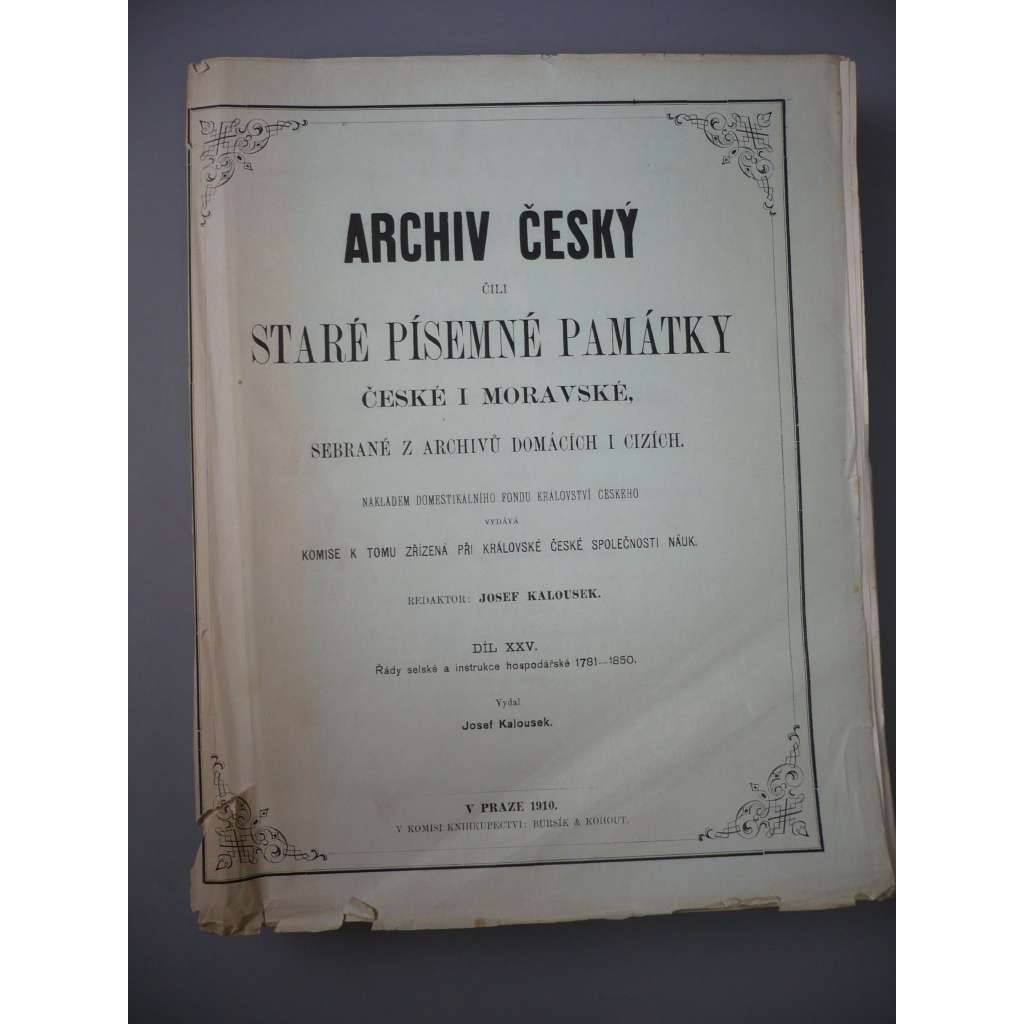 ARCHIV ČESKÝ
ČILI
STARÉ PÍSEMNÉ PAMÁTKY
ČESKÉ I MORAVSKÉ,
SEBRANÉ Z ARCHIVŮ DOMÁCÍCH I CIZÍCH.
NÁKLADEM DOMESTIKÁLNÍHO FONDU KRÁLOVSTVÍ ČESKÉHO
VYDÁVÁ
KOMISE K TOMU ZŘÍZENÁ PŘI KRÁLOVSKÉ ČESKÉ SPOLEČNOSTI NÁUK.
REDAKTOR: JOSEF KALOUSEK.
DÍL XXV.
Řády selské a instrukce hospodářské 1781—1850.
Vydal
Josef Kalousek.
V PRAZE 1910.
V KOMISI KNIHKUPECTVÍ: BURSÍK & KOHOUT.